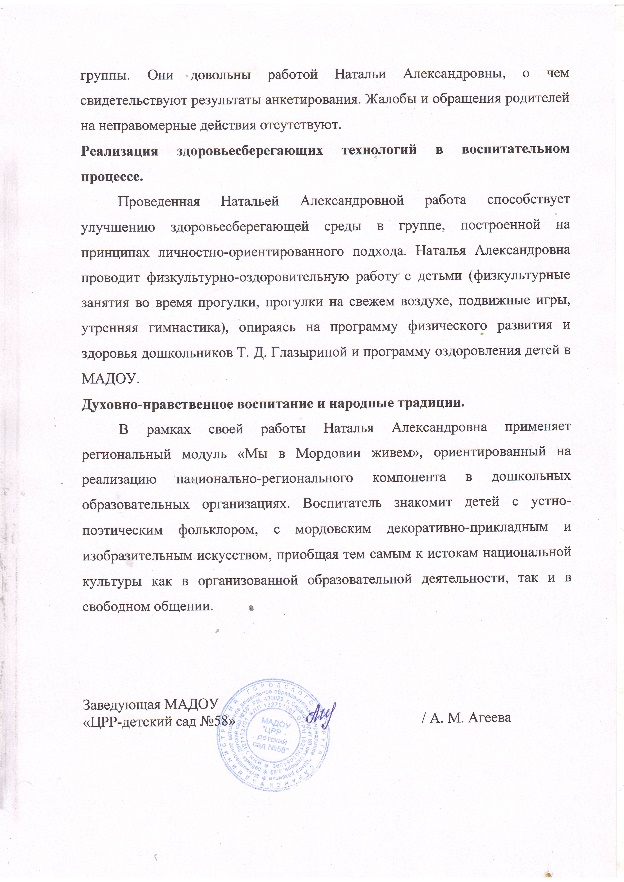 группы. Они довольны работой Натальи Александровны, о чем
свидетельствуют результаты анкетирования. Жалобы и обращения родителей
на неправомерные действия отсутствуют.
Реализация здоровьесберегающих технологий в воспитательном
процессе.
Проведенная Натальей Александровной работа способствует
улучшению здоровьесберегающей среды в группе, построенной на
принципах личностно-ориентированного подхода. Наталья Александровна
проводит физкультурно-оздоровительную работу с детьми (физкультурные
занятия во время прогулки, прогулки на свежем воздухе, подвижные игры,
утренняя гимнастика), опираясь на программу физического развития и
здоровья дошкольников Т. Д. Глазыриной и программу оздоровления детей в
МАДОУ.
Духовно-нравственное воспитание и народные традиции.
В рамках своей работы Наталья Александровна применяет
региональный модуль «Мы в Мордовии живем», ориентированный на
реализацию национально-регионального компонента в дошкольных
образовательных организациях. Воспитатель знакомит детей с устно-
поэтическим фольклором, с мордовским декоративно-прикладным и
изобразительным искусством, приобщая тем самым к истокам национальной
культуры как в организованной образовательной деятельности, так и в
свободном общении.
Заведующая МАДОУ
«ЦРР-детский сад №58» / А. М. Агеева
МАДОУ
"ЦРР -
детский
сад №58"